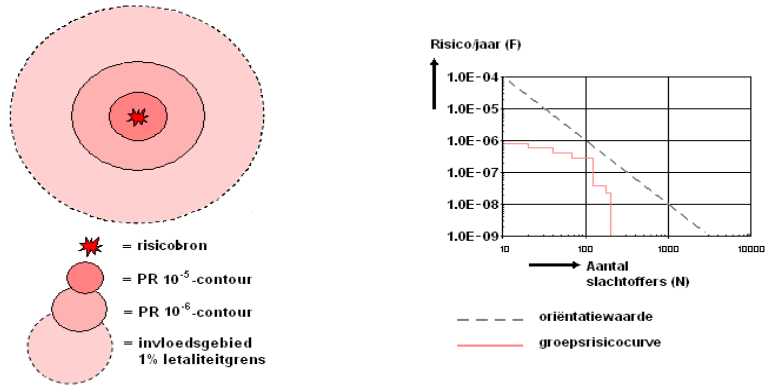 = risicobron
= PR 10-5-contour
= PR 10-6-contour
= invloedsgebied
1% letaliteitgrens
Risico/jaar (F)
1.0E-04
1.0E-05
1.0E-06
1.0E-07
1.0E-08
1.0E-09
10
100
1000
10000
Aantal
slachtoffers (N)
oriëntatiewaarde
groepsrisicocurve